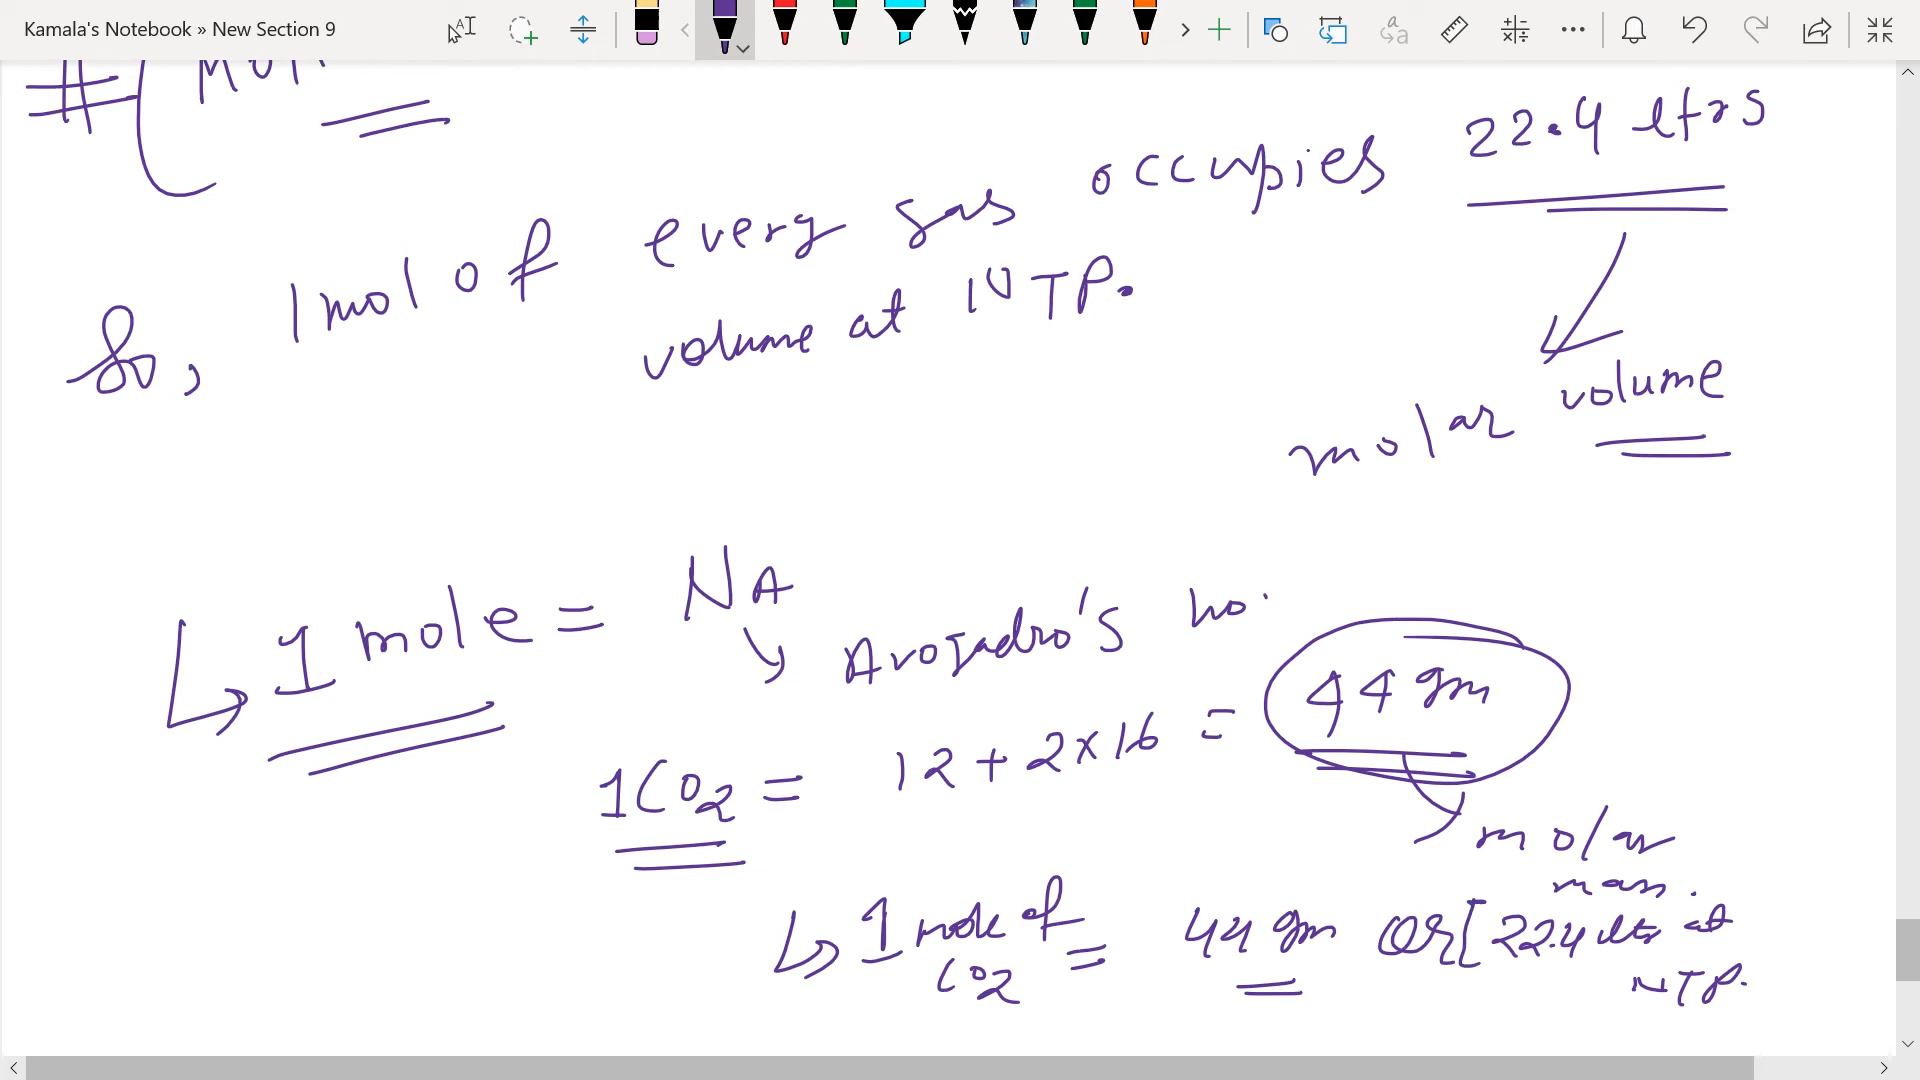 Kamala's Notebook » New Section 9
#
So, 1 mol of every gas occupies 22.4 ltrs
volume at NTP.
molar volume
1 mole = NA
Avogadro's no.
1CO2 = 12 + 2×16 = 44 gm
molar
mass.
1 mole of CO2 = 44 gm OR [22.4 ltrs at
NTP.